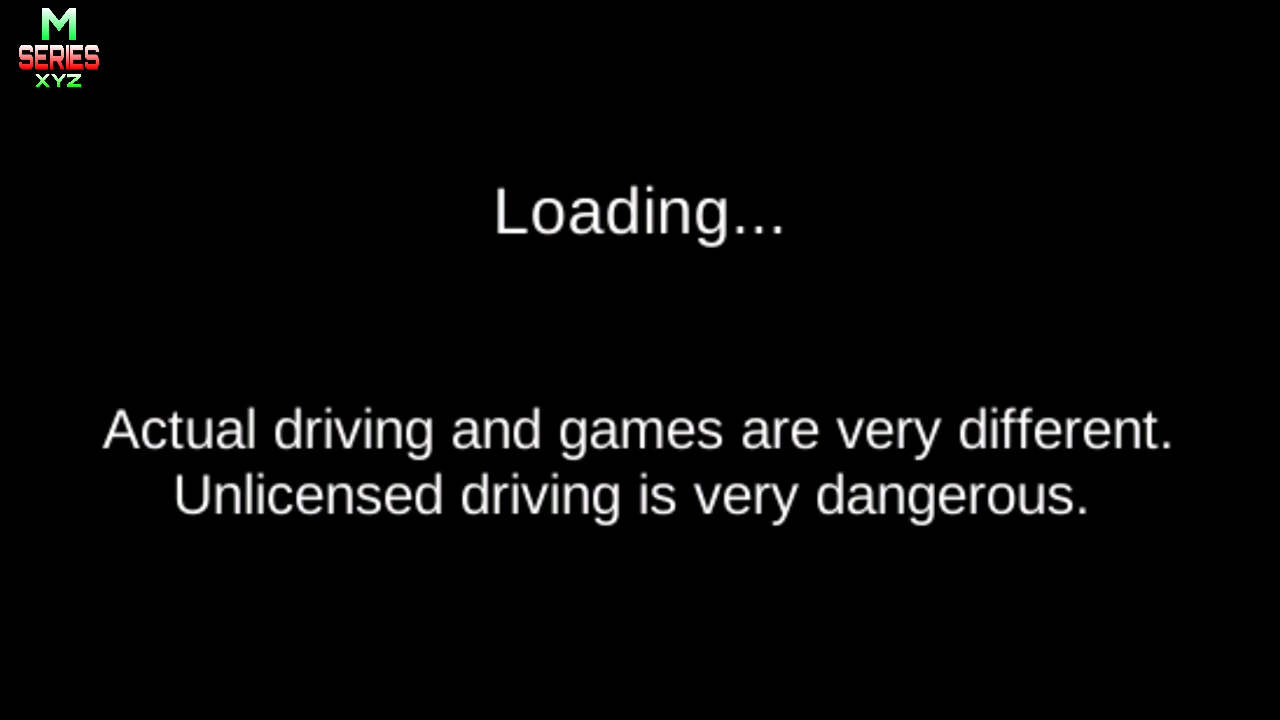 M
SERIES
XYZ
Loading...
Actual driving and games are very different.
Unlicensed driving is very dangerous.